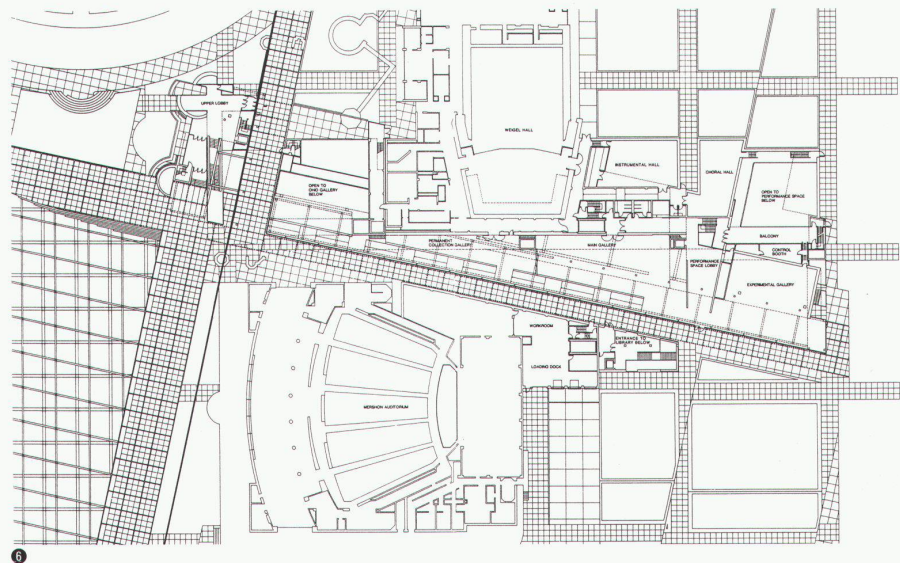 UPPER LOBBY
WEIGEL HALL
INSTRUMENTAL HALL
CHORAL HALL
OPEN TO
OHIO GALLERY
BELOW
OPEN TO
PERFORMANCE SPACE
BELOW
BALCONY
PERMANENT
COLLECTION GALLERY
MAIN GALLERY
CONTROL
BOOTH
PERFORMANCE
SPACE LOBBY
EXPERIMENTAL GALLERY
WORKROOM
ENTRANCE TO
LIBRARY BELOW
LOADING DOCK
MERSHON AUDITORIUM
6